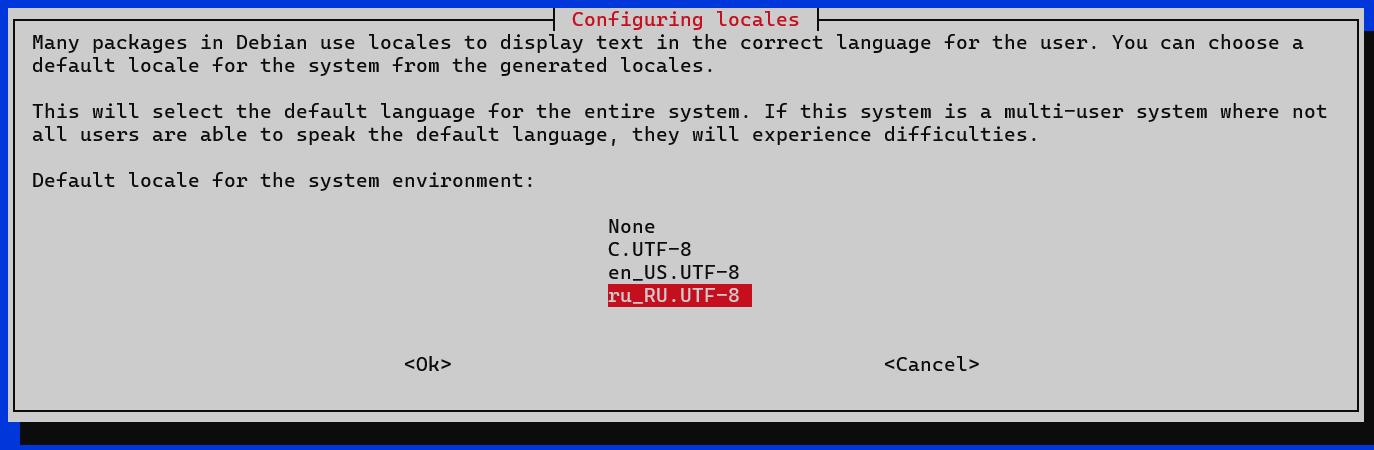 Configuring locales
Many packages in Debian use locales to display text in the correct language for the user. You can choose a
default locale for the system from the generated locales.
This will select the default language for the entire system. If this system is a multi-user system where not
all users are able to speak the default language, they will experience difficulties.
Default locale for the system environment:
None
C.UTF-8
en_US.UTF-8
ru_RU.UTF-8
<Ok> <Cancel>